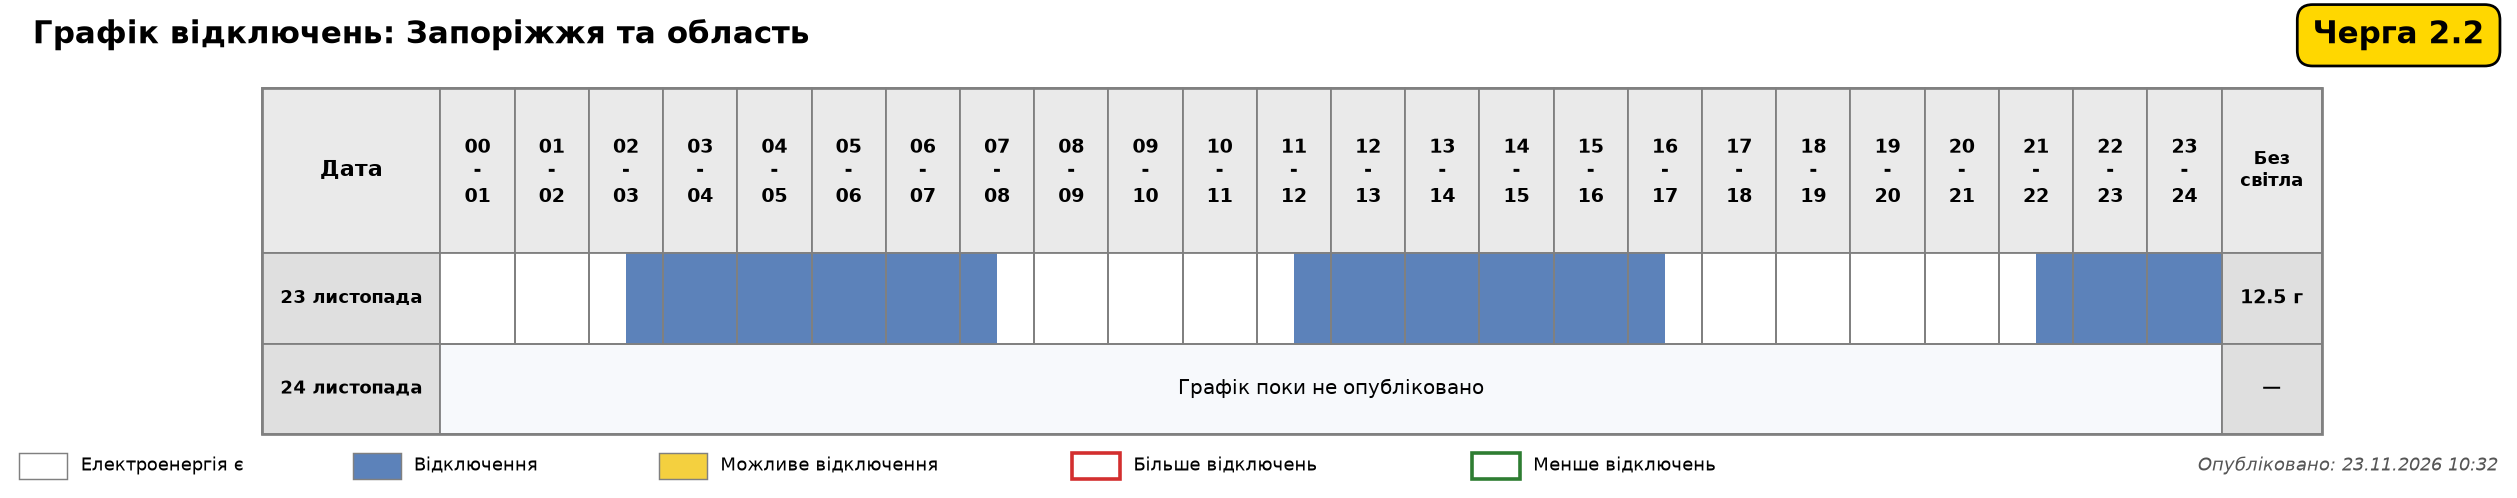 Графік відключень: Запоріжжя та область
Черга 2.2
Дата
00 - 01
01 - 02
02 - 03
03 - 04
04 - 05
05 - 06
06 - 07
07 - 08
08 - 09
09 - 10
10 - 11
11 - 12
12 - 13
13 - 14
14 - 15
15 - 16
16 - 17
17 - 18
18 - 19
19 - 20
20 - 21
21 - 22
22 - 23
23 - 24
Без
світла
23 листопада
12.5 г
24 листопада
Графік поки не опубліковано
—
Електроенергія є
Відключення
Можливе відключення
Більше відключень
Менше відключень
Опубліковано: 23.11.2026 10:32